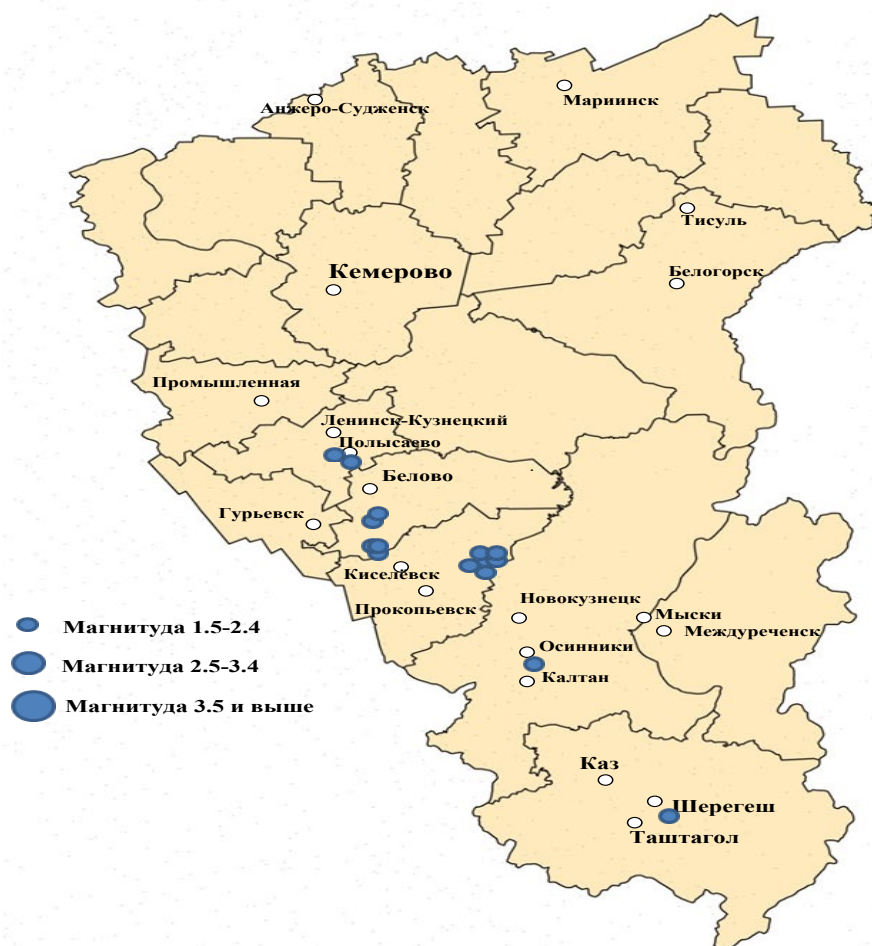 Анжеро-Судженск
Мариинск
Тисуль
Кемерово
Белогорск
Промышленная
Ленинск-Кузнецкий
Полысаево
Белово
Гурьевск
Киселёвск
Прокопьевск
Новокузнецк
Мыски
Междуреченск
Осинники
Калтан
Магнитуда 1.5-2.4
Магнитуда 2.5-3.4
Магнитуда 3.5 и выше
Каз
Шерегеш
Таштагол